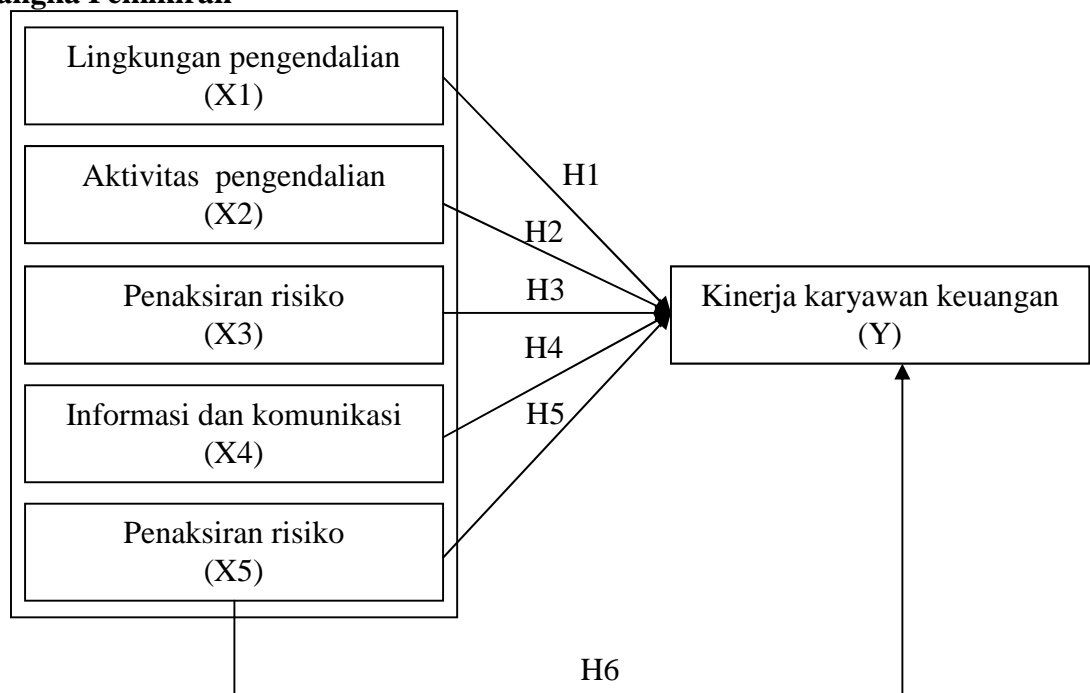 angka Pemikiran
Lingkungan pengendalian
(X1)
Aktivitas pengendalian
(X2)
Penaksiran risiko
(X3)
Informasi dan komunikasi
(X4)
Penaksiran risiko
(X5)
H1
H2
H3
H4
H5
Kinerja karyawan keuangan
(Y)
H6